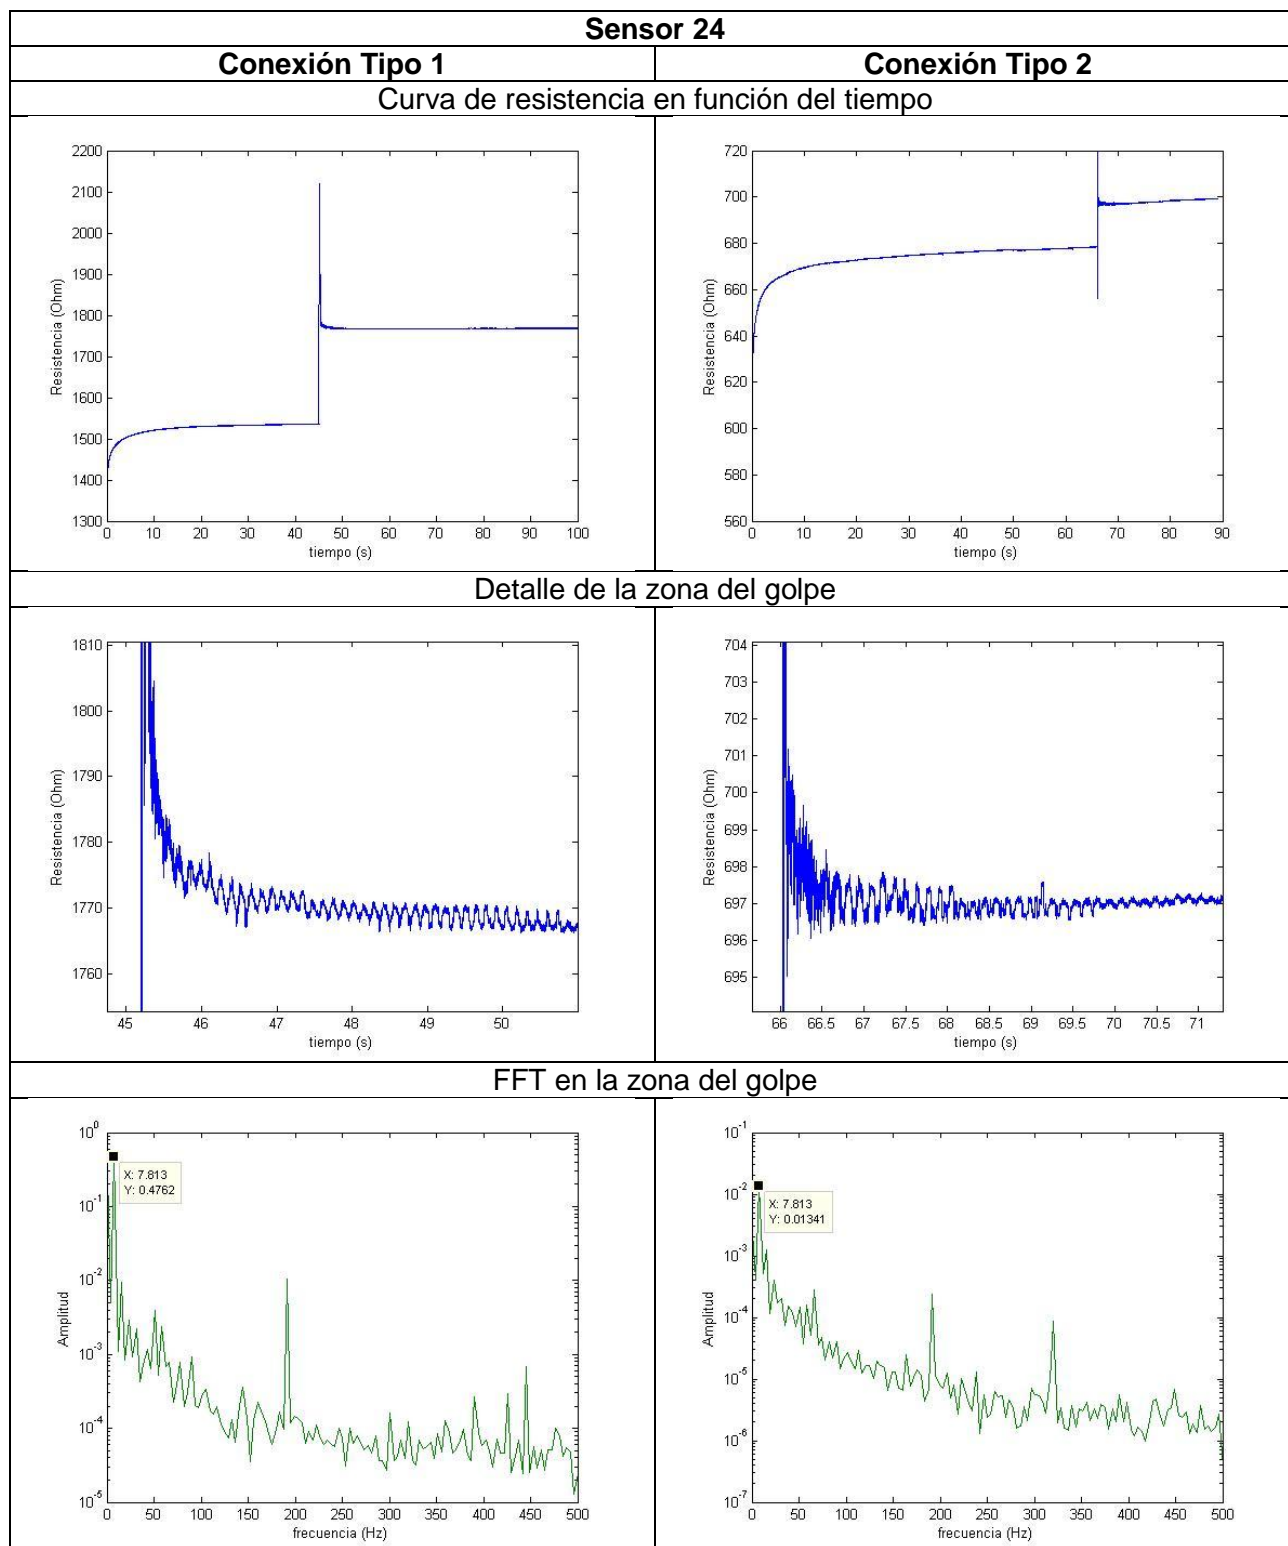 Sensor 24
Conexión Tipo 1 Conexión Tipo 2
Curva de resistencia en función del tiempo
2200
2100
2000
1900
1800
1700
1600
1500
1400
1300
Resistencia (Ohm)
0 10 20 30 40 50 60 70 80 90 100
tiempo (s)
720
700
680
660
640
620
600
580
560
Resistencia (Ohm)
0 10 20 30 40 50 60 70 80 90
tiempo (s)
Detalle de la zona del golpe
1810
1800
1790
1780
1770
1760
Resistencia (Ohm)
45 46 47 48 49 50
tiempo (s)
704
703
702
701
700
699
698
697
696
695
Resistencia (Ohm)
66 66.5 67 67.5 68 68.5 69 69.5 70 70.5 71
tiempo (s)
FFT en la zona del golpe
10^0
10^-1
10^-2
10^-3
10^-4
10^-5
Amplitud
X: 7.813
Y: 0.4762
0 50 100 150 200 250 300 350 400 450 500
frecuencia (Hz)
10^-1
10^-2
10^-3
10^-4
10^-5
10^-6
10^-7
Amplitud
X: 7.813
Y: 0.01341
0 50 100 150 200 250 300 350 400 450 500
frecuencia (Hz)